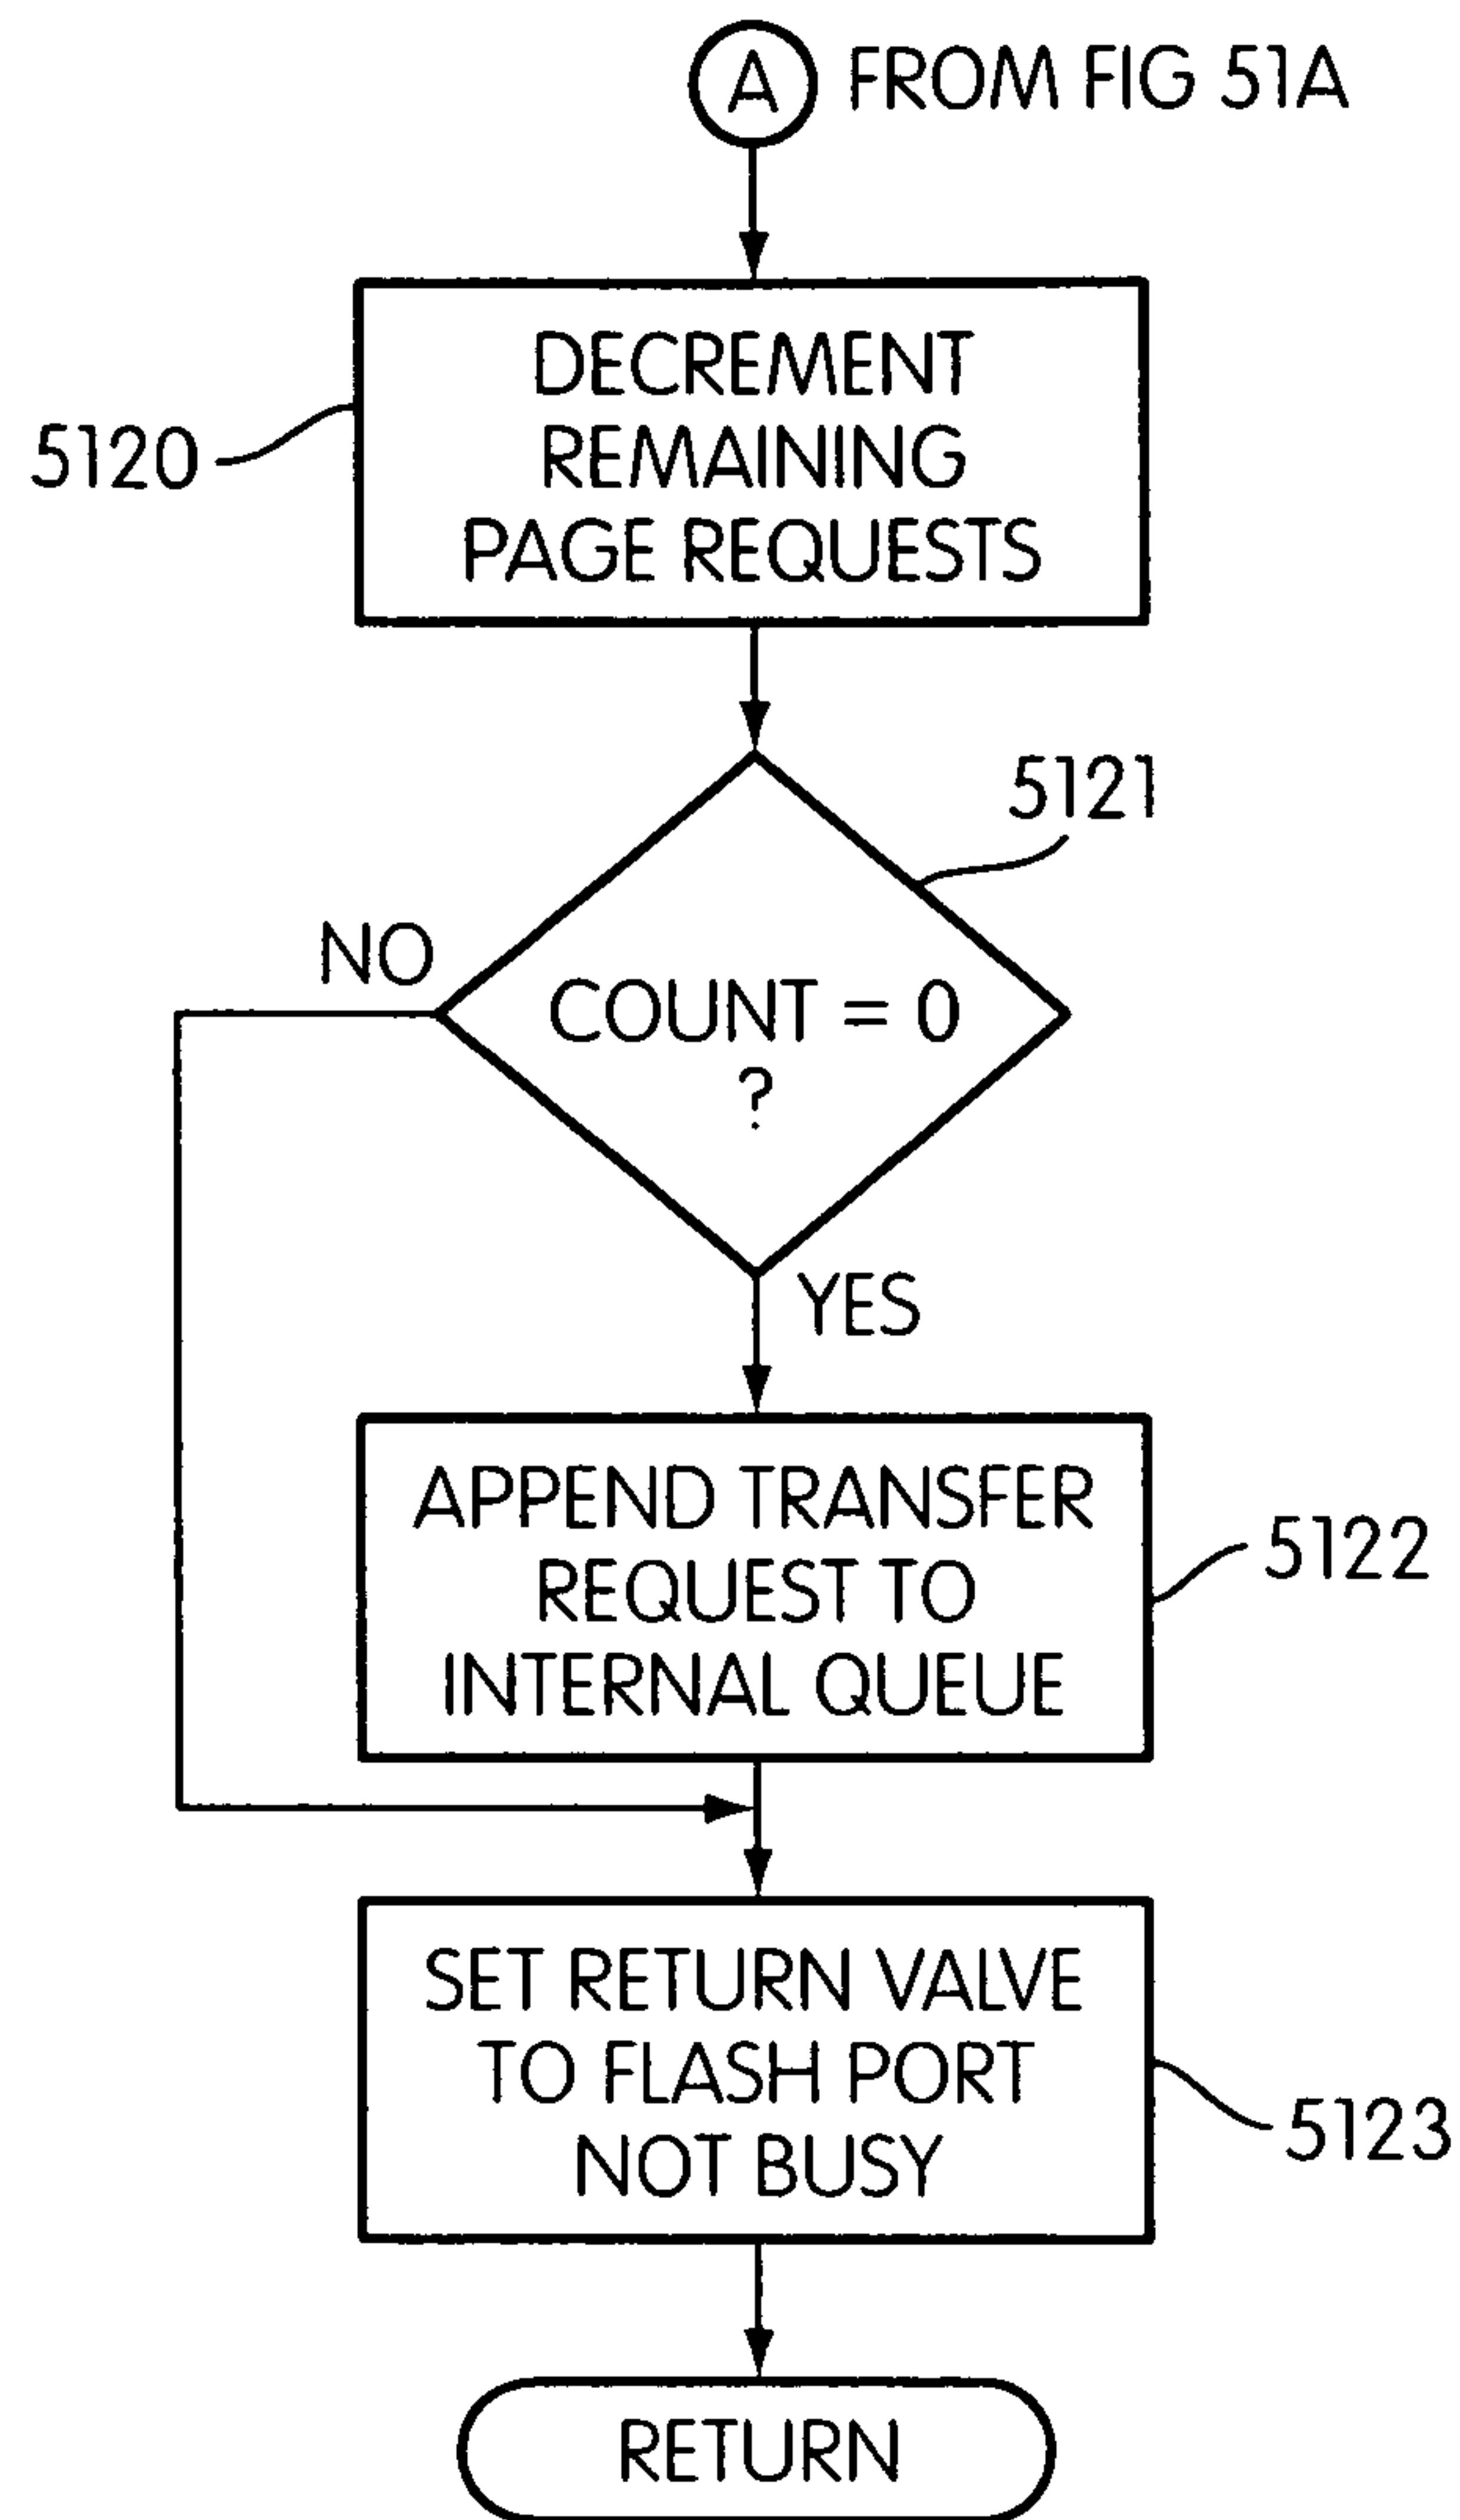 A FROM FIG 51A
DECREMENT
REMAINING
PAGE REQUESTS
5120
5121
NO
COUNT = 0
?
YES
APPEND TRANSFER
REQUEST TO
INTERNAL QUEUE
5122
SET RETURN VALVE
TO FLASH PORT
NOT BUSY
5123
RETURN